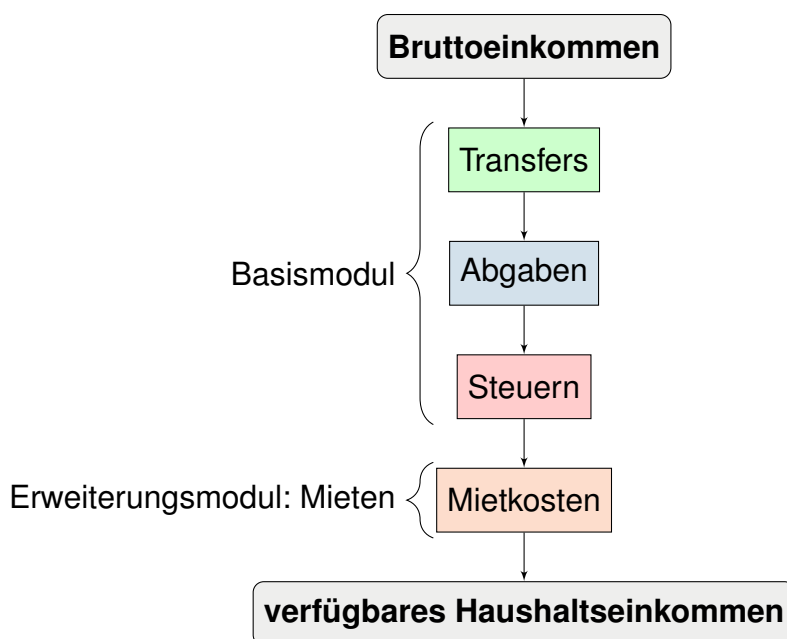 Bruttoeinkommen
Transfers
Basismodul
Abgaben
Steuern
Erweiterungsmodul: Mieten
Mietkosten
verfügbares Haushaltseinkommen